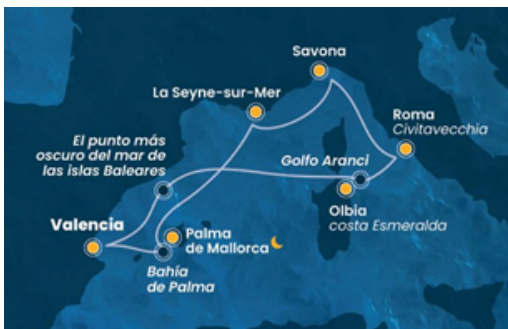 Savona
La Seyne-sur-Mer
Roma
Civitavecchia
El punto más
oscuro del mar de
las islas Baleares
Golfo Aranci
Olbia
costa Esmeralda
Valencia
Palma
de Mallorca
Bahía
de Palma